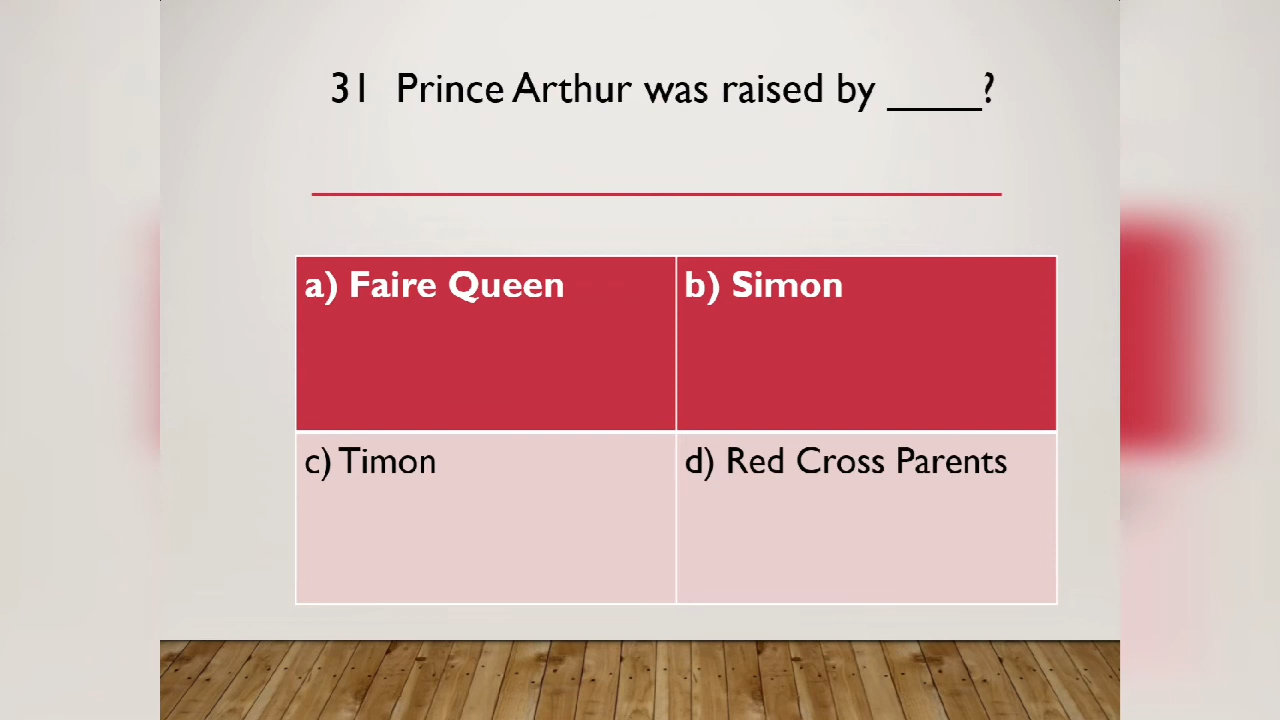 31 Prince Arthur was raised by _____?
a) Faire Queen
b) Simon
c) Timon
d) Red Cross Parents